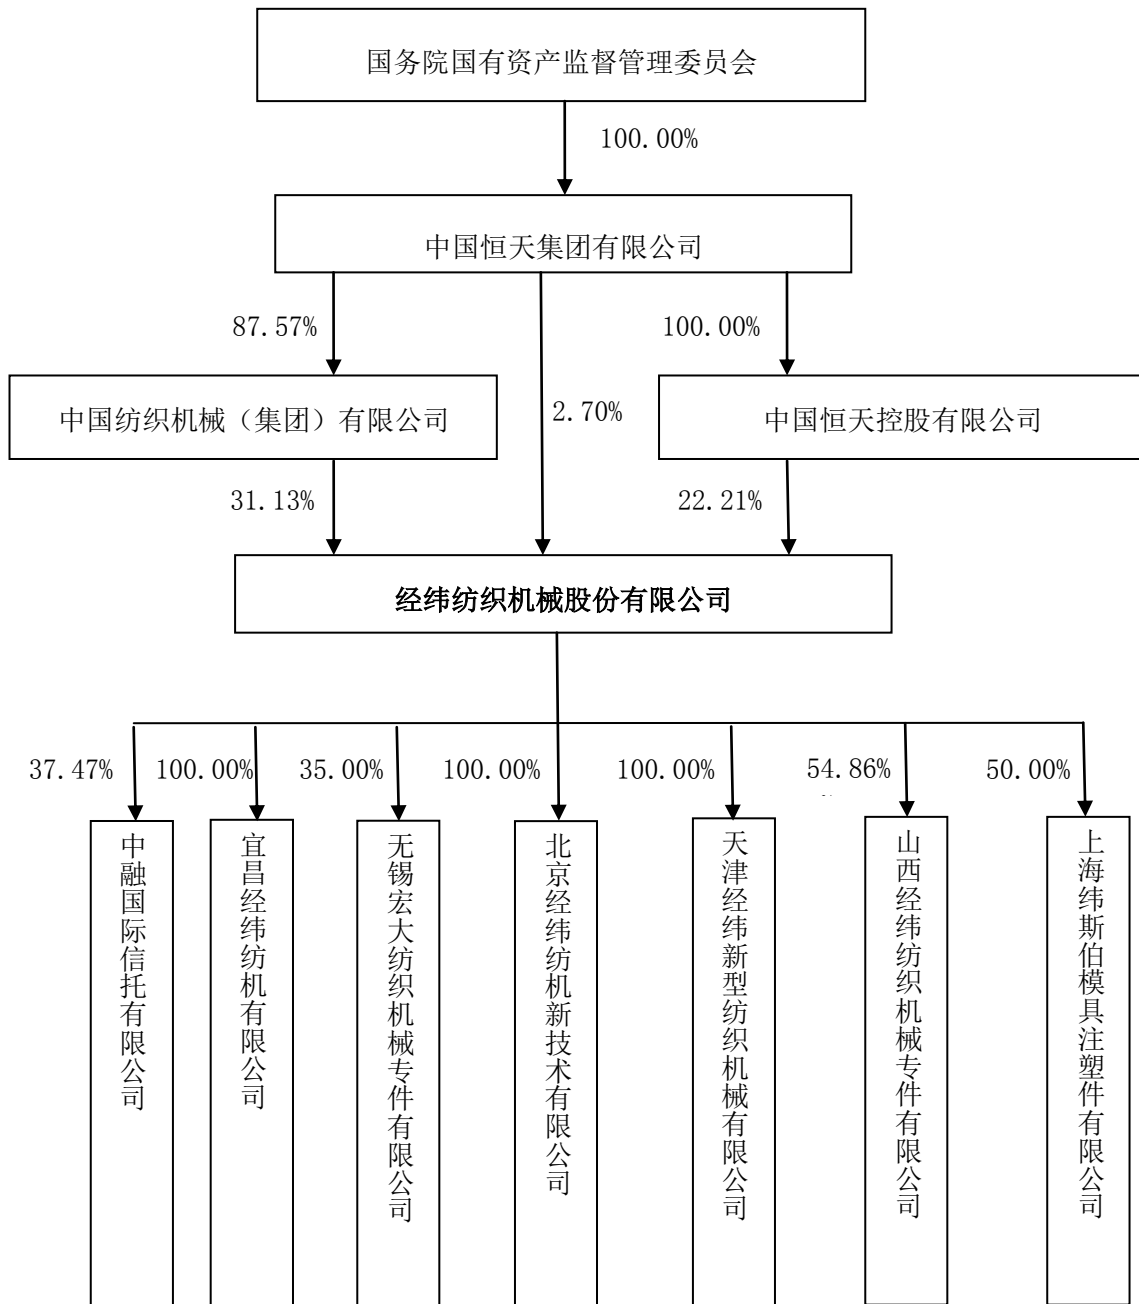 国务院国有资产监督管理委员会
100.00%
中国恒天集团有限公司
87.57%
100.00%
中国纺织机械（集团）有限公司
2.70%
中国恒天控股有限公司
31.13%
22.21%
经纬纺织机械股份有限公司
37.47%
100.00%
35.00%
100.00%
100.00%
54.86%
50.00%
中融国际信托有限公司
宜昌经纬纺机有限公司
无锡宏大纺织机械专件有限公司
北京经纬纺机新技术有限公司
天津经纬新型纺织机械有限公司
山西经纬纺织机械专件有限公司
上海纬斯伯模具注塑件有限公司